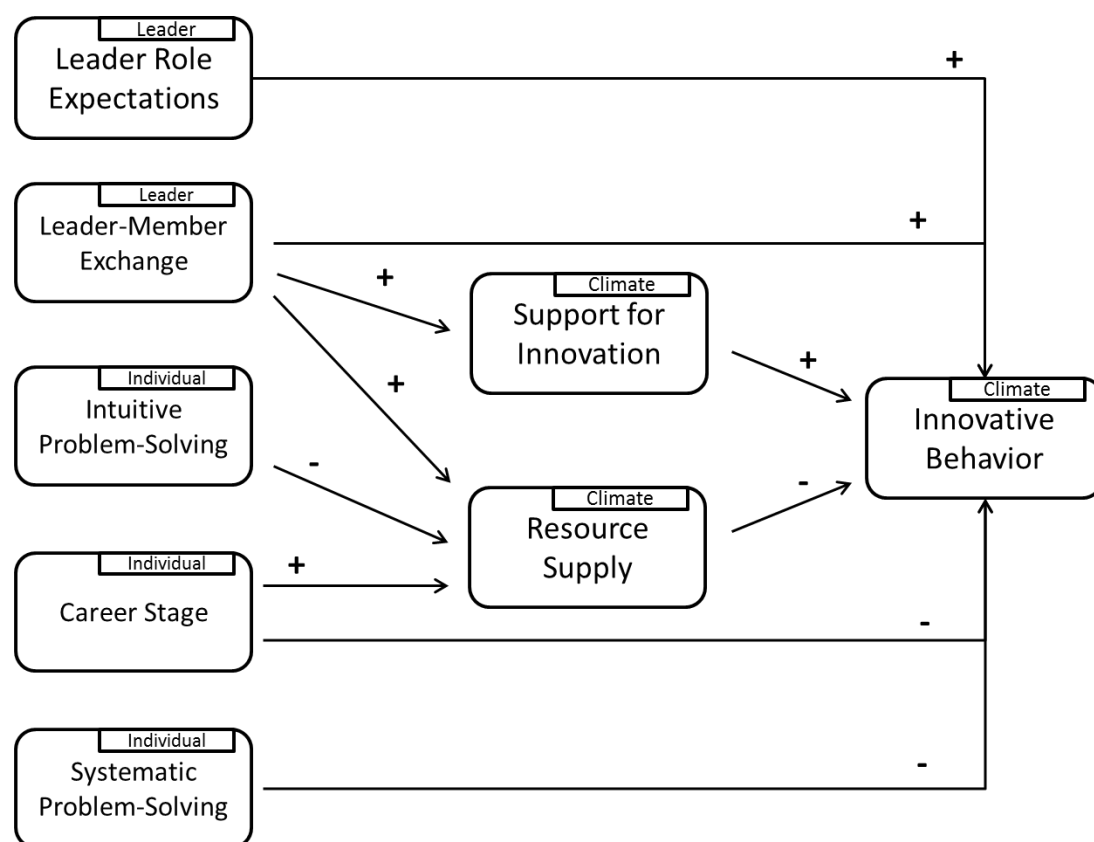 Leader
Leader Role
Expectations
+
Leader
Leader-Member
Exchange
+
+
+
Climate
Support for
Innovation
+
Individual
Intuitive
Problem-Solving
-
Climate
Innovative
Behavior
Climate
Resource
Supply
-
Individual
Career Stage
+
-
Individual
Systematic
Problem-Solving
-